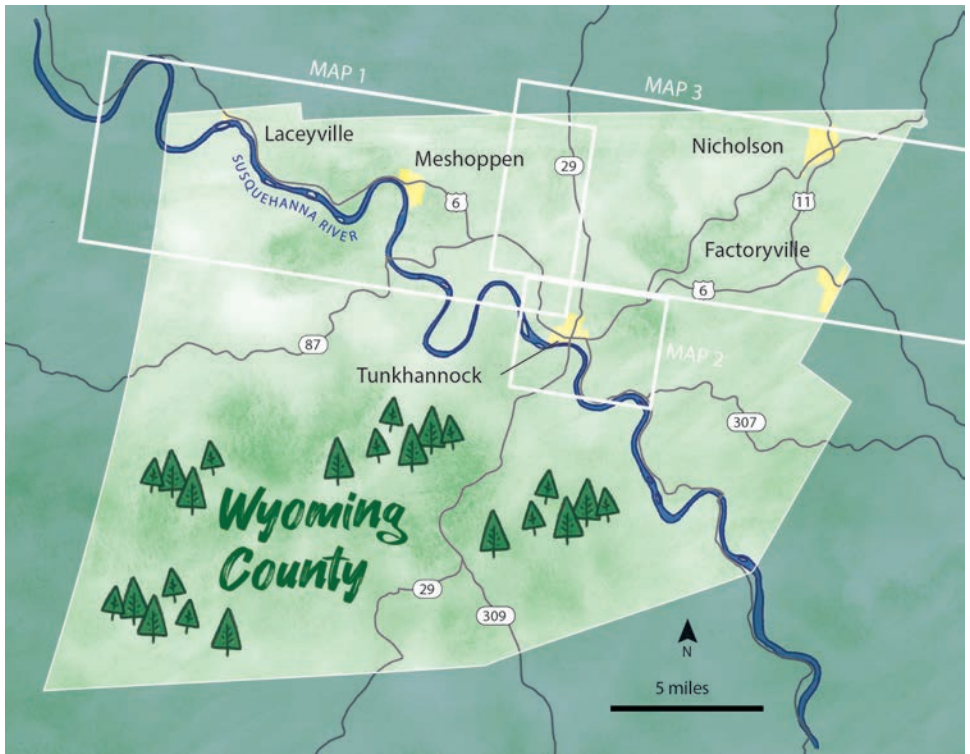 MAP 1
MAP 3
Laceyville
Meshoppen
Nicholson
29
SUSQUEHANNA RIVER
6
11
Factoryville
6
87
MAP 2
Tunkhannock
307
Wyoming
County
29
309
N
5 miles